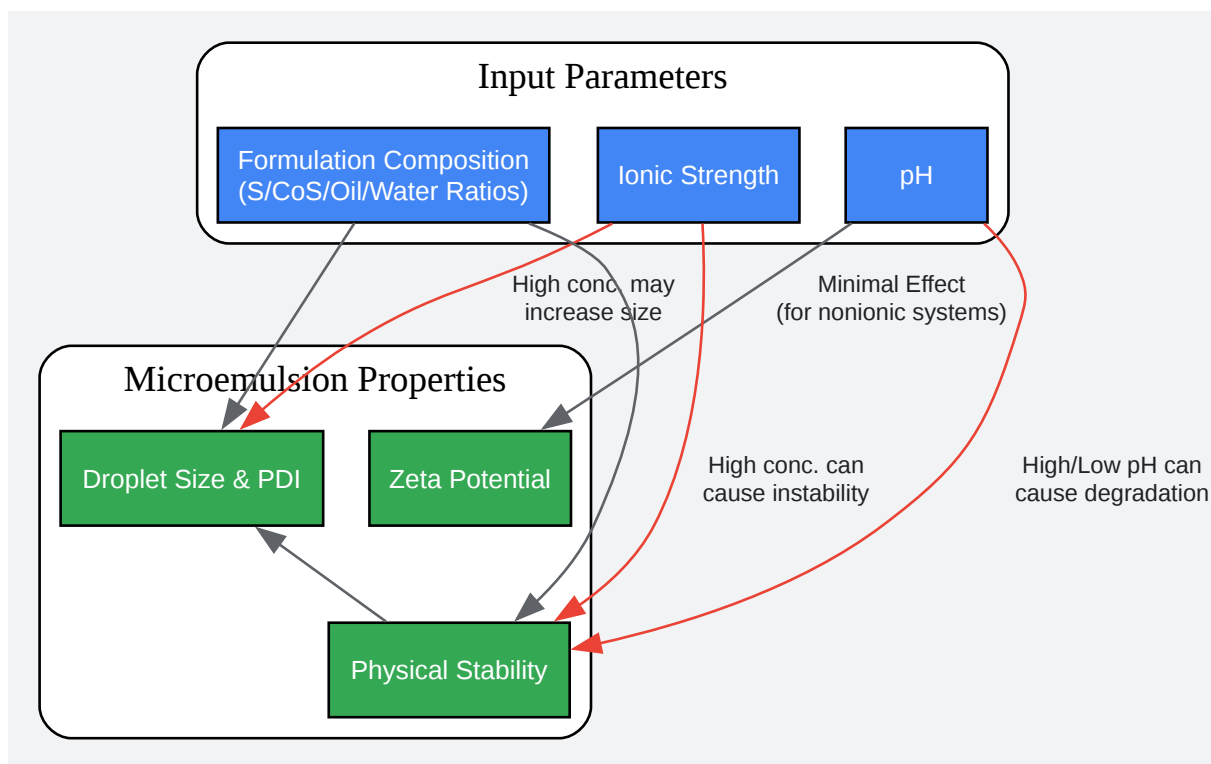 Input Parameters
Formulation Composition
(S/CoS/Oil/Water Ratios)
Ionic Strength
pH
High conc. may
increase size
Minimal Effect
(for nonionic systems)
Microemulsion Properties
Droplet Size & PDI
Zeta Potential
High conc. can
cause instability
High/Low pH can
cause degradation
Physical Stability